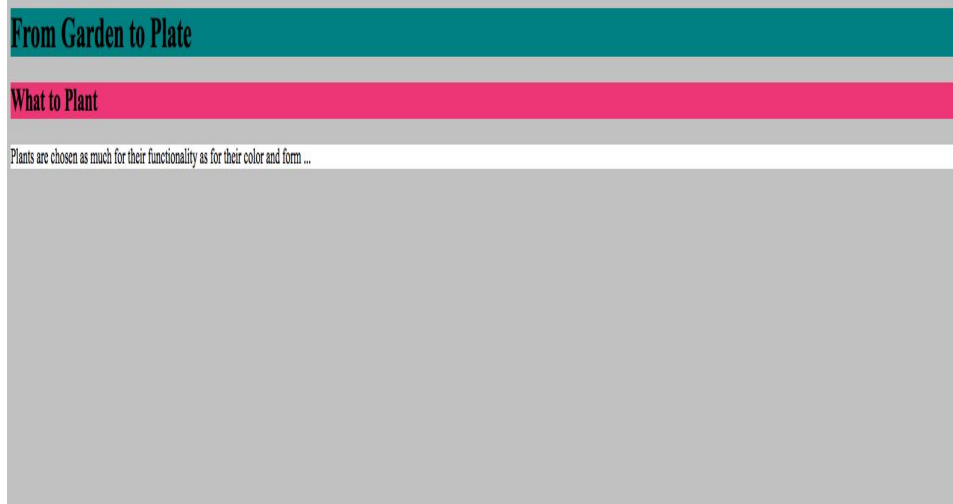 From Garden to Plate
What to Plant
Plants are chosen as much for their functionality as for their color and form ...